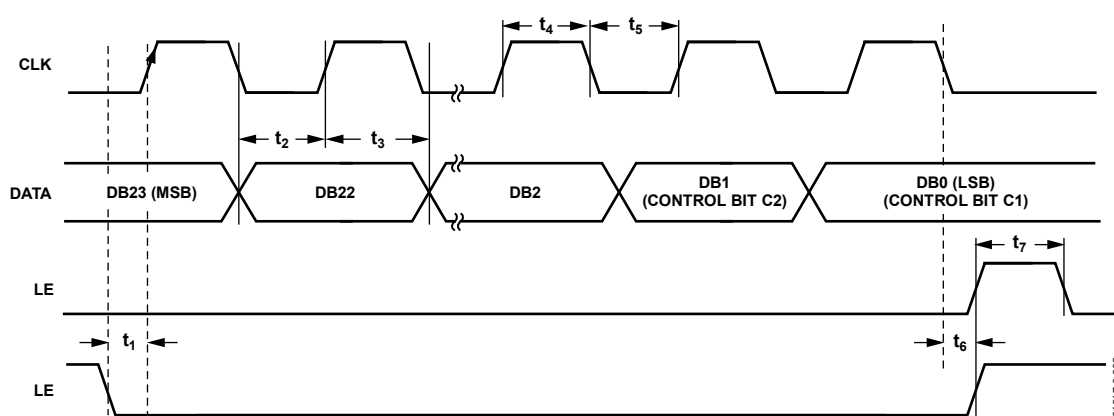 t₄ t₅
CLK
t₂ t₃
DATA DB23 (MSB) DB22 DB2 DB1 (CONTROL BIT C2) DB0 (LSB) (CONTROL BIT C1)
t₇
LE
t₁ t₆
LE